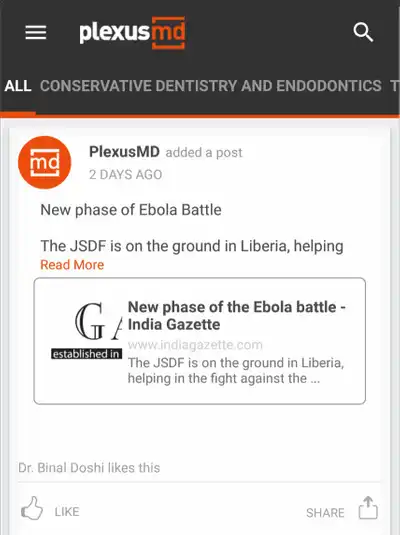 plexusmd
ALL CONSERVATIVE DENTISTRY AND ENDODONTICS T
md
PlexusMD added a post
2 DAYS AGO
New phase of Ebola Battle
The JSDF is on the ground in Liberia, helping
Read More
GA
established in
New phase of the Ebola battle -
India Gazette
www.indiagazette.com
The JSDF is on the ground in Liberia,
helping in the fight against the ...
Dr. Binal Doshi likes this
LIKE
SHARE